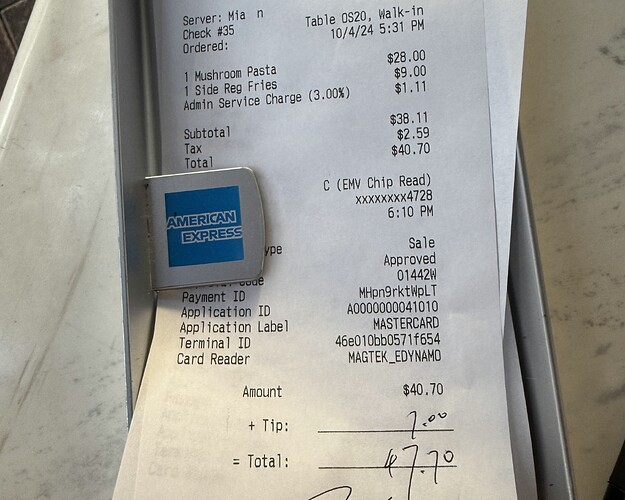 Server: Mia n Table OS20, Walk-in
Check #35 10/4/24 5:31 PM
Ordered:
1 Mushroom Pasta $28.00
1 Side Reg Fries $9.00
Admin Service Charge (3.00%) $1.11
Subtotal $38.11
Tax $2.59
Total $40.70
C (EMV Chip Read)
xxxxxxxx4728
6:10 PM
AMERICAN
EXPRESS
ype Sale
Approved
Code 01442W
Payment ID MHpn9rktWpLT
Application ID A0000000041010
Application Label MASTERCARD
Terminal ID 46e010bb0571f654
Card Reader MAGTEK_EDYNAMO
Amount $40.70
+ Tip: 7.00
= Total: 47.70